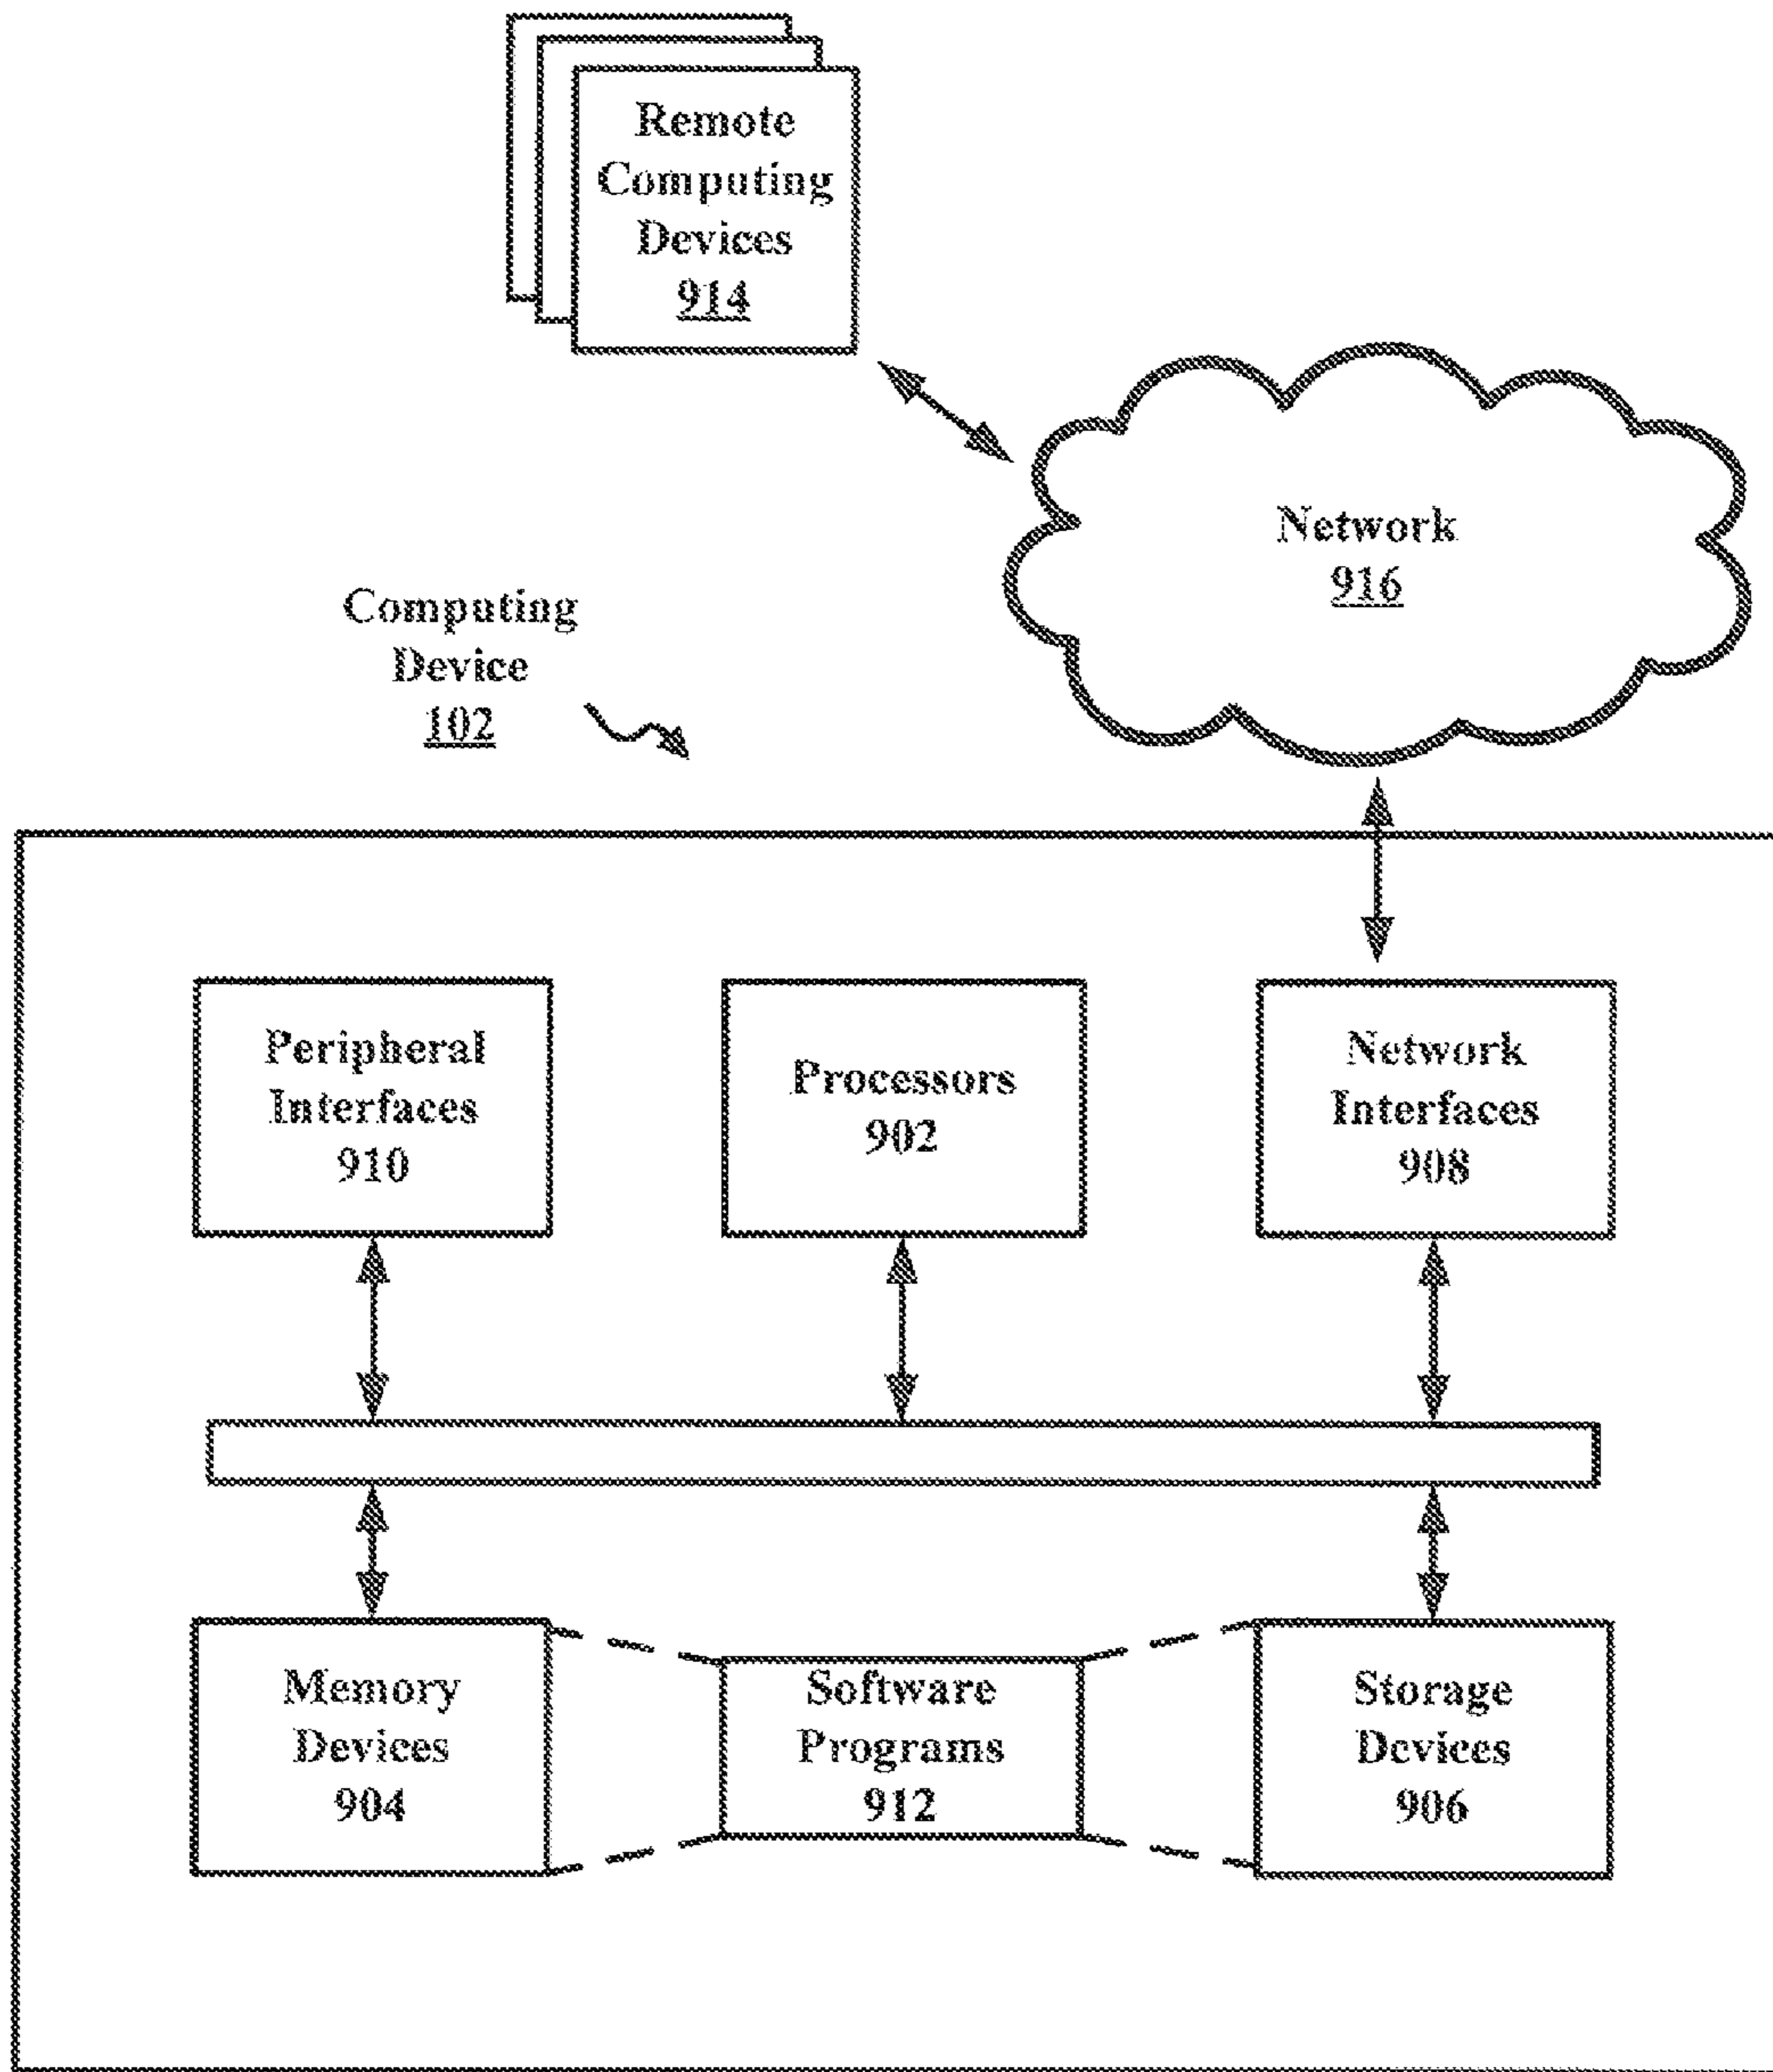 Remote
Computing
Devices
914
Network
916
Computing
Device
102
Peripheral
Interfaces
910
Processors
902
Network
Interfaces
908
Memory
Devices
904
Software
Programs
912
Storage
Devices
906